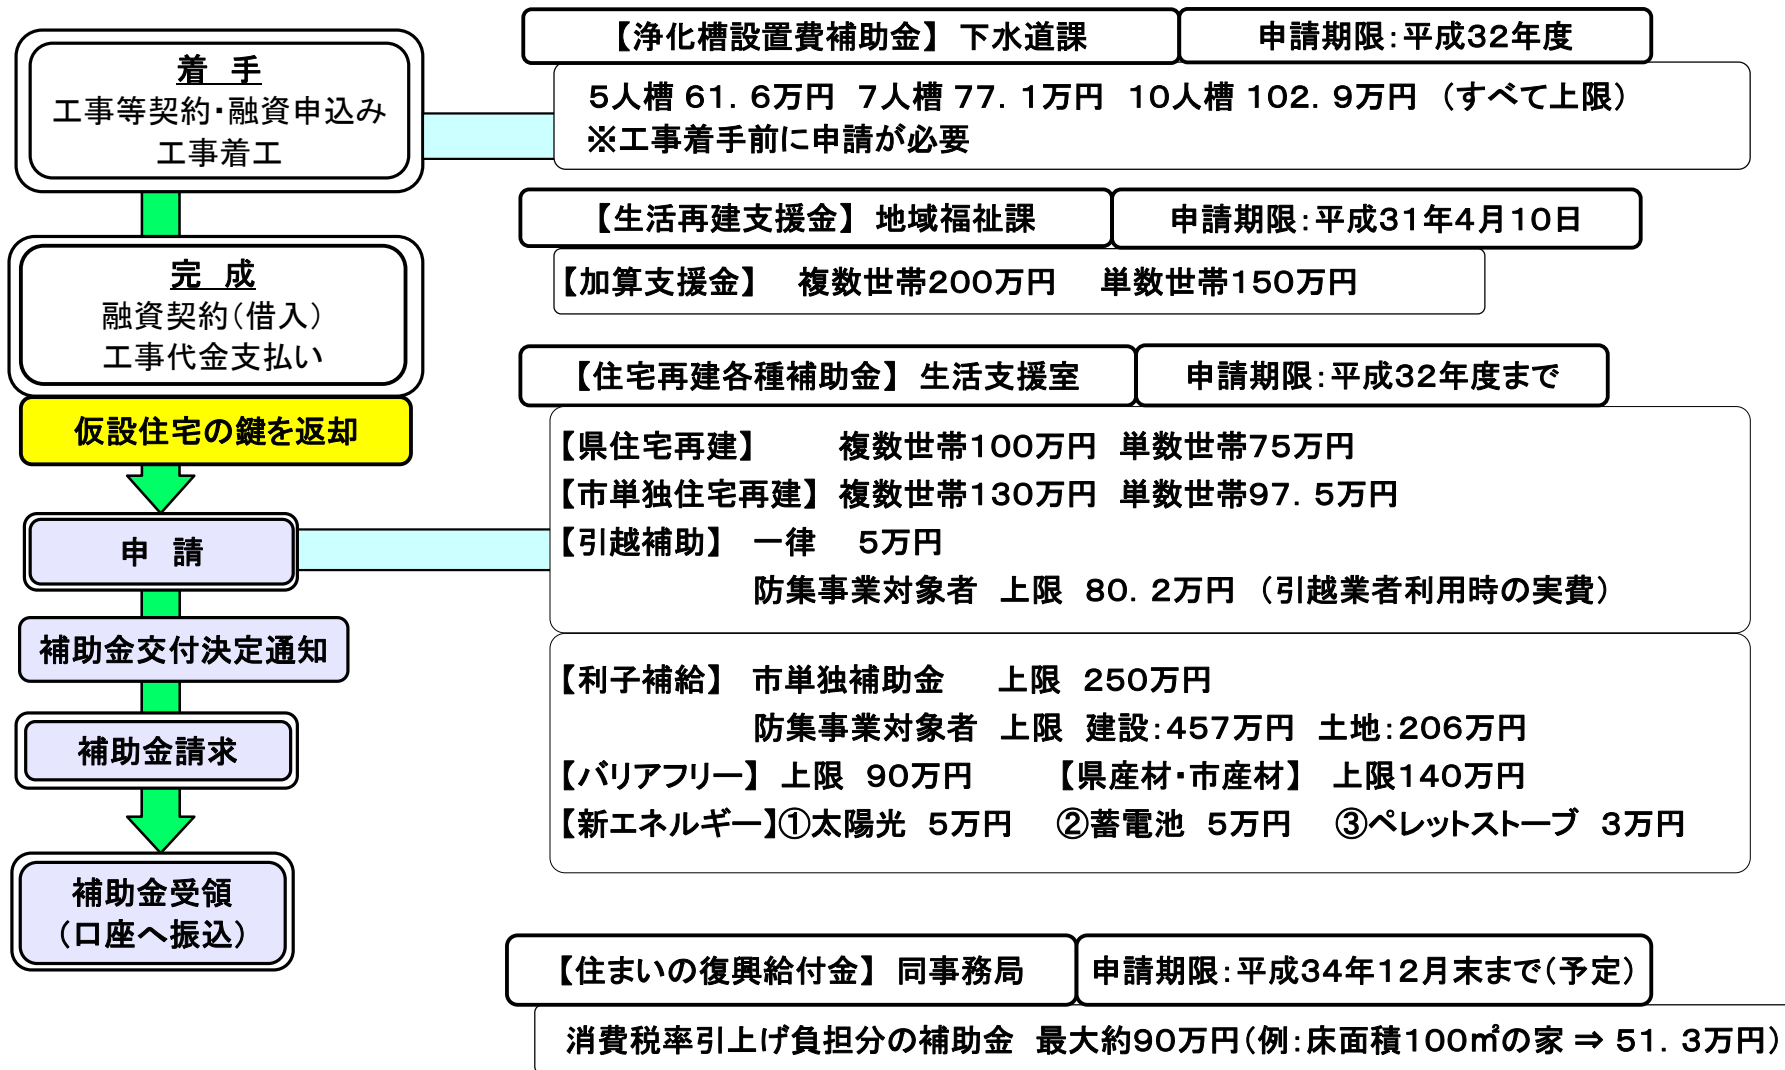 着　手
工事等契約・融資申込み
工事着工
完　成
融資契約（借入）
工事代金支払い
仮設住宅の鍵を返却
申　請
補助金交付決定通知
補助金請求
補助金受領
（口座へ振込）
【浄化槽設置費補助金】 下水道課
申請期限：平成３２年度
５人槽 ６１．６万円　７人槽 ７７．１万円　１０人槽 １０２．９万円　（すべて上限）
※工事着手前に申請が必要
【生活再建支援金】 地域福祉課
申請期限：平成３１年４月１０日
【加算支援金】　複数世帯２００万円　単数世帯１５０万円
【住宅再建各種補助金】 生活支援室
申請期限：平成３２年度まで
【県住宅再建】　複数世帯１００万円　単数世帯７５万円
【市単独住宅再建】 複数世帯１３０万円　単数世帯９７．５万円
【引越補助】　一律　５万円
防集事業対象者　上限　８０．２万円　（引越業者利用時の実費）
【利子補給】　市単独補助金　上限　２５０万円
防集事業対象者　上限　建設：４５７万円　土地：２０６万円
【バリアフリー】 上限　９０万円　【県産材・市産材】　上限１４０万円
【新エネルギー】①太陽光　５万円　②蓄電池　５万円　③ペレットストーブ　３万円
【住まいの復興給付金】 同事務局
申請期限：平成３４年１２月末まで（予定）
消費税率引上げ負担分の補助金　最大約９０万円（例：床面積１００㎡の家 ⇒ ５１．３万円）